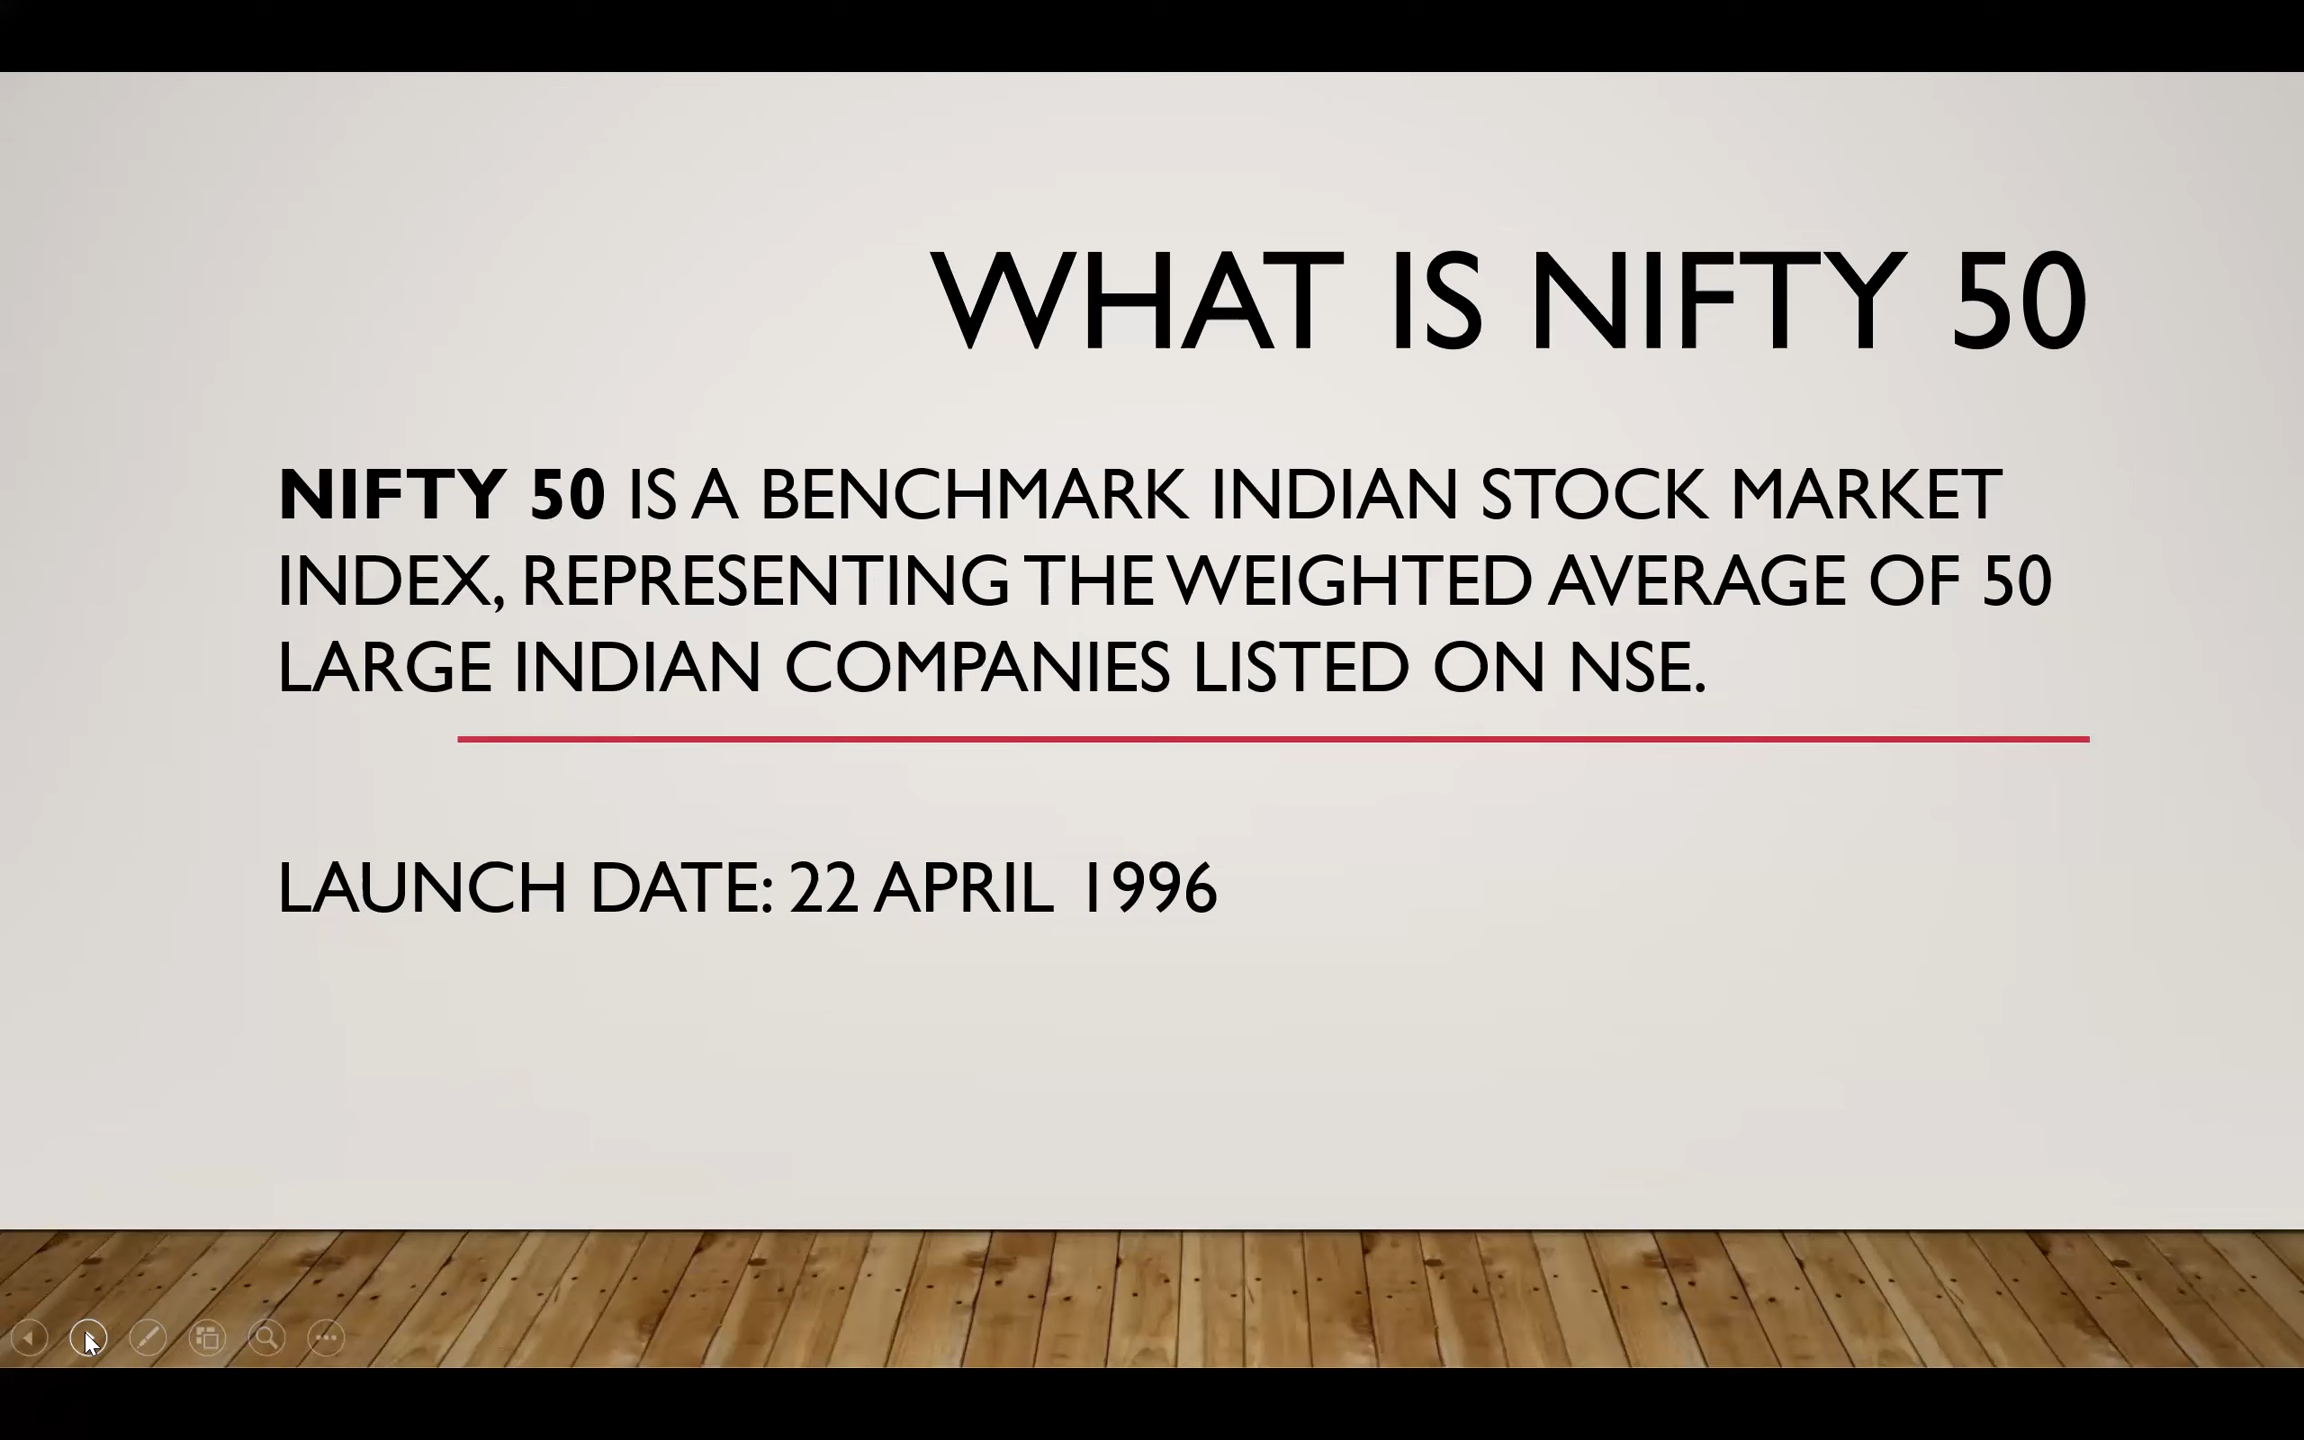 WHAT IS NIFTY 50
NIFTY 50 IS A BENCHMARK INDIAN STOCK MARKET
INDEX, REPRESENTING THE WEIGHTED AVERAGE OF 50
LARGE INDIAN COMPANIES LISTED ON NSE.
LAUNCH DATE: 22 APRIL 1996